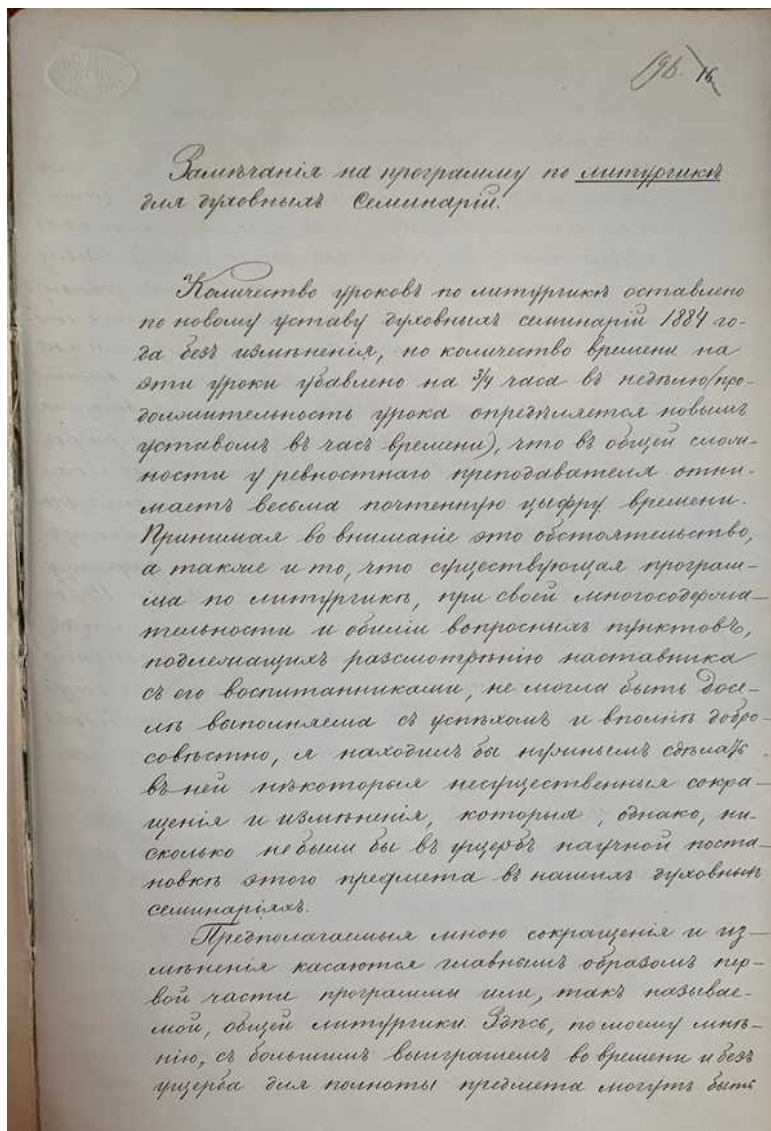 196. 16
Замѣчанія на программу по литургикѣ
для духовныхъ семинарій.
Количество уроковъ по литургикѣ оставлено
по новому уставу духовныхъ семинарій 1884 го-
да безъ измѣненія, но количество времени на
эти уроки убавлено на 3/4 часа въ недѣлю (про-
должительность урока опредѣляется новымъ
уставомъ въ часъ времени), что въ общей слож-
ности у ревностнаго преподавателя отни-
маетъ весьма почтенную цыфру времени.
Принимая во вниманіе это обстоятельство,
а также и то, что существующая програм-
ма по литургикѣ, при своей многосодержа-
тельности и обиліи вопросныхъ пунктовъ,
подлежащихъ разсмотрѣнію наставника
съ его воспитанниками, не могла быть досе-
лѣ выполняема съ успѣхомъ и вполнѣ добро-
совѣстно, я находилъ бы нужнымъ сдѣлать
въ ней нѣкоторыя несущественныя сокра-
щенія и измѣненія, которыя, однако, ни-
сколько не были бы въ ущербъ научной поста-
новкѣ этого предмета въ нашихъ духовныхъ
семинаріяхъ.
Предполагаемыя мною сокращенія и из-
мѣненія касаются главнымъ образомъ пер-
вой части программы или, такъ называе-
мой, общей литургики. Здѣсь, по моему мнѣ-
нію, съ большимъ выигрышемъ во времени и безъ
ущерба для полноты предмета могутъ быть